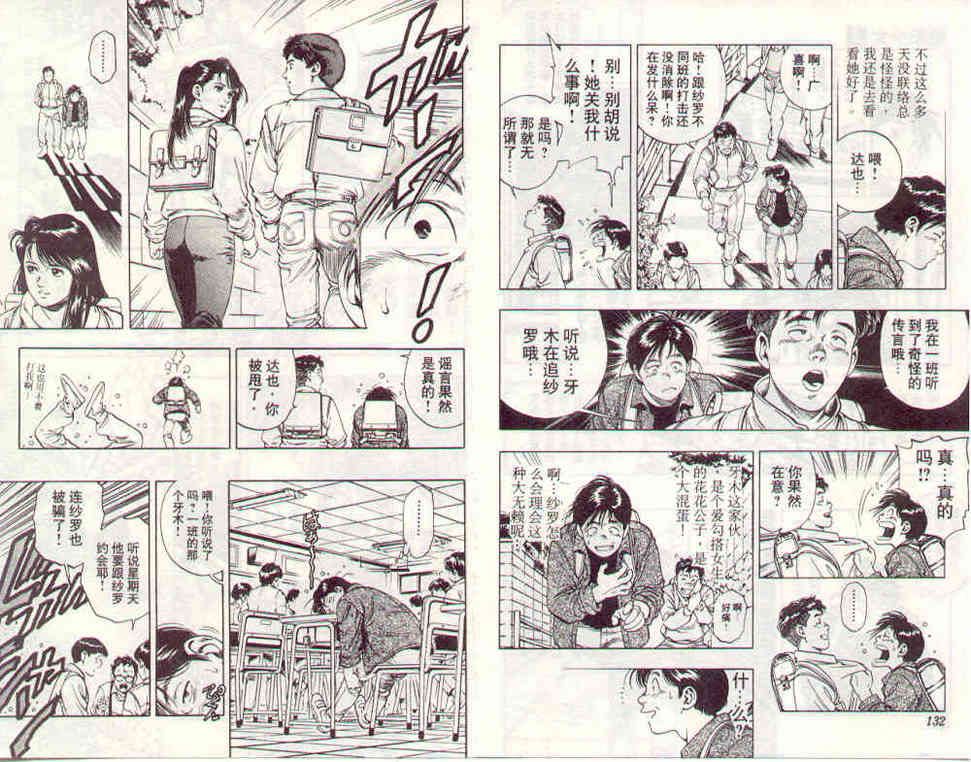 不过这么多
天没联络总
是怪怪的，
我还是去看
看她好了。
喂！
达也…
啊…广
喜啊！
哈！跟纱罗不
同班的打击还
没消除啊！你
在发什么呆？
别…别胡说
！她关我什
么事啊！
是吗？
那就无
所谓了…
我在一班听
到了奇怪的
传言哦…
听说…牙
木在追纱
罗哦…
真…真的
吗!?
你果然
在意？
………
牙木这家伙…
…是个爱勾搭女生
的花花公子！是
个大混蛋！
啊…纱罗怎
么会理会这
种大无赖呢…
啊…
好痛！
什…
…么?
132
………
谣言果然
是真的！
达也．你
被甩了．
这也用不着
打我啊！
………
喂！你听说了
吗？一班的那
个牙木！
听说星期天
他要跟纱罗
约会耶！
连纱罗也
被骗了！